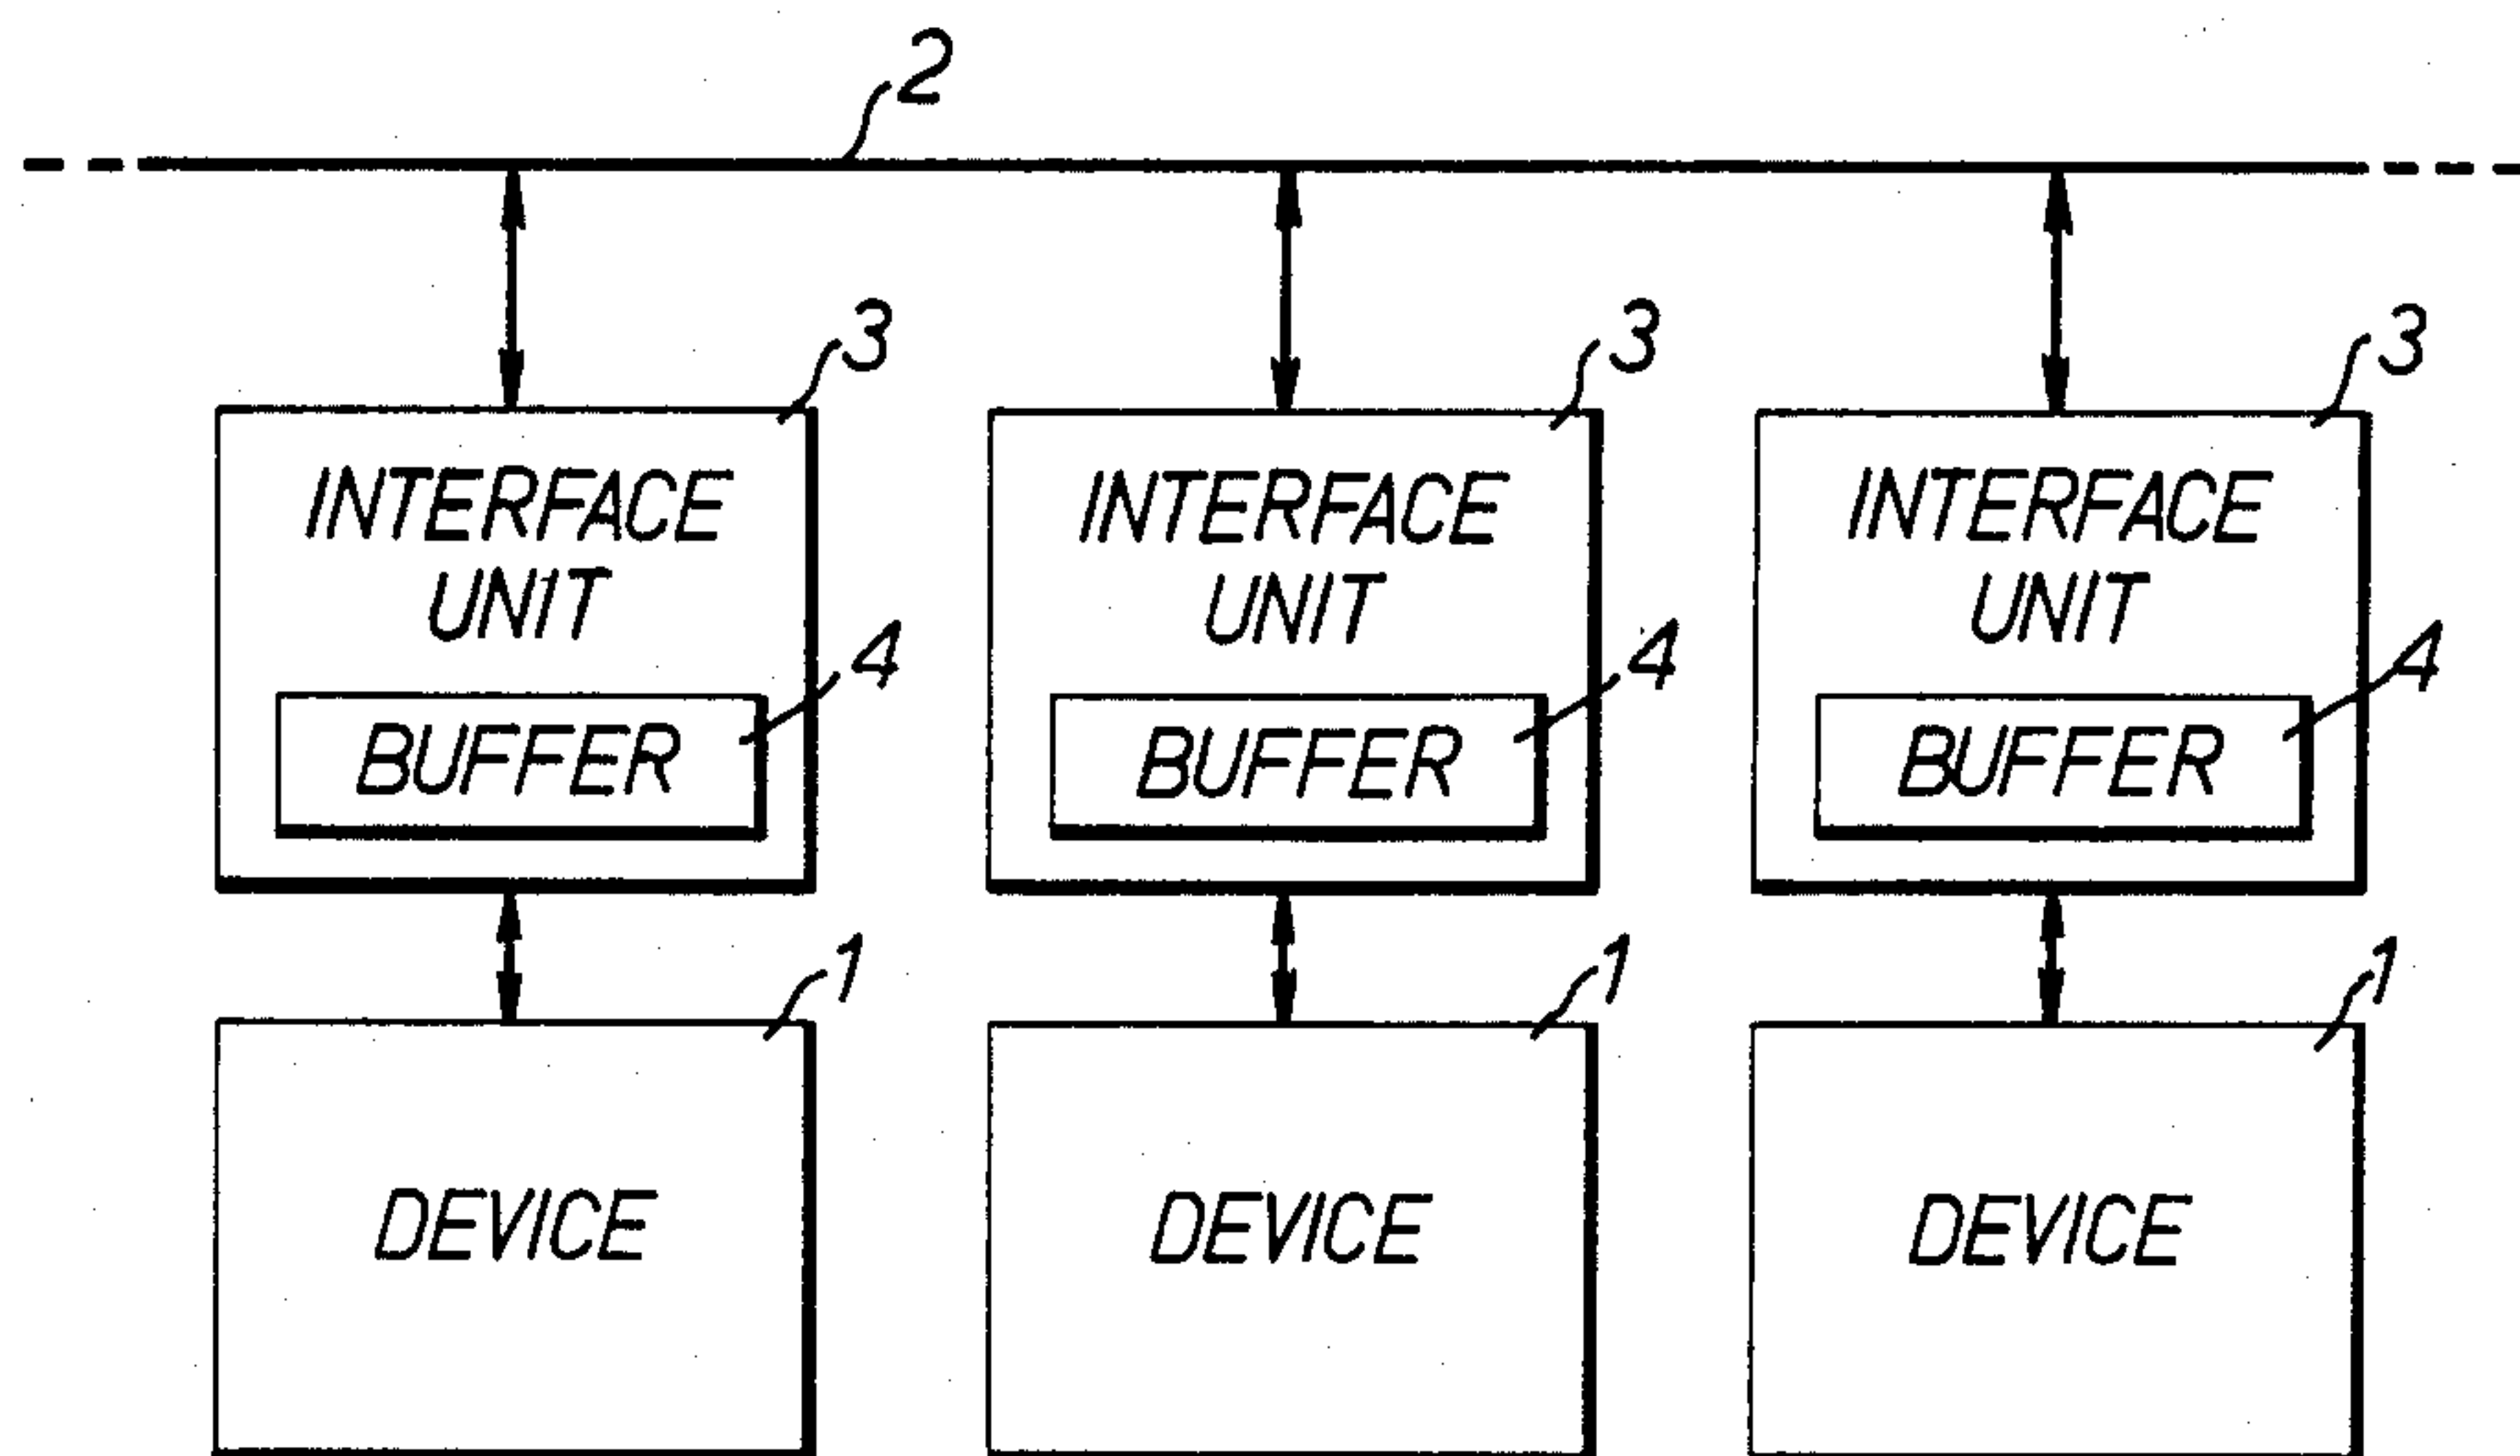 2
3 3 3
INTERFACE UNIT INTERFACE UNIT INTERFACE UNIT
4 4 4
BUFFER BUFFER BUFFER
1 1 1
DEVICE DEVICE DEVICE